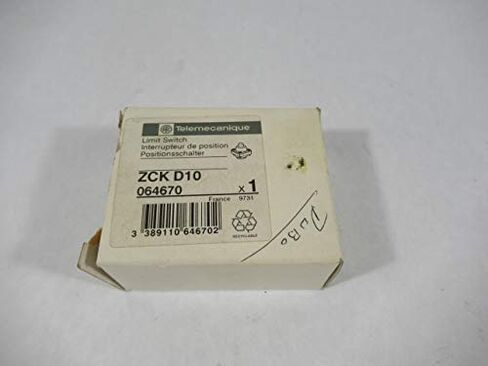 Telemecanique
Limit Switch
Interrupteur de position
Positionsschalter
ZCK D10
064670
x 1
France 9731
3 389110 646702
RECYCLABLE